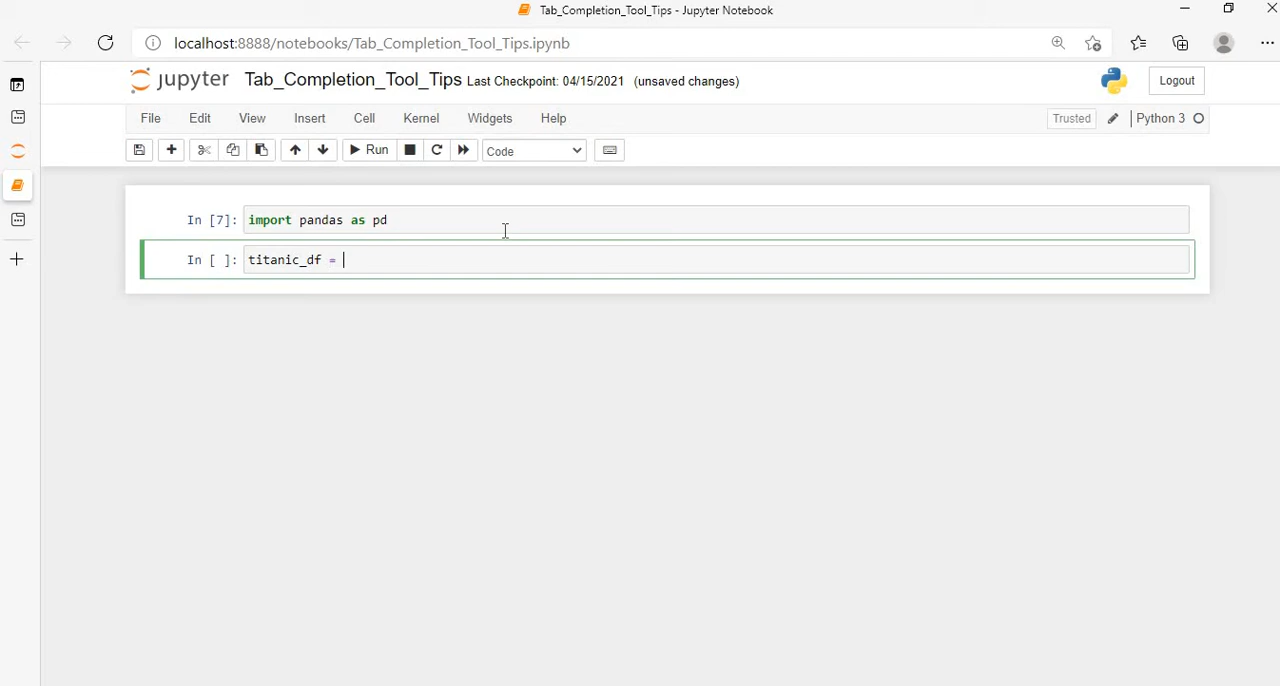 Tab_Completion_Tool_Tips - Jupyter Notebook
localhost:8888/notebooks/Tab_Completion_Tool_Tips.ipynb
jupyter Tab_Completion_Tool_Tips Last Checkpoint: 04/15/2021 (unsaved changes) Logout
File Edit View Insert Cell Kernel Widgets Help Trusted Python 3
Run Code
In [7]: import pandas as pd
In [ ]: titanic_df =